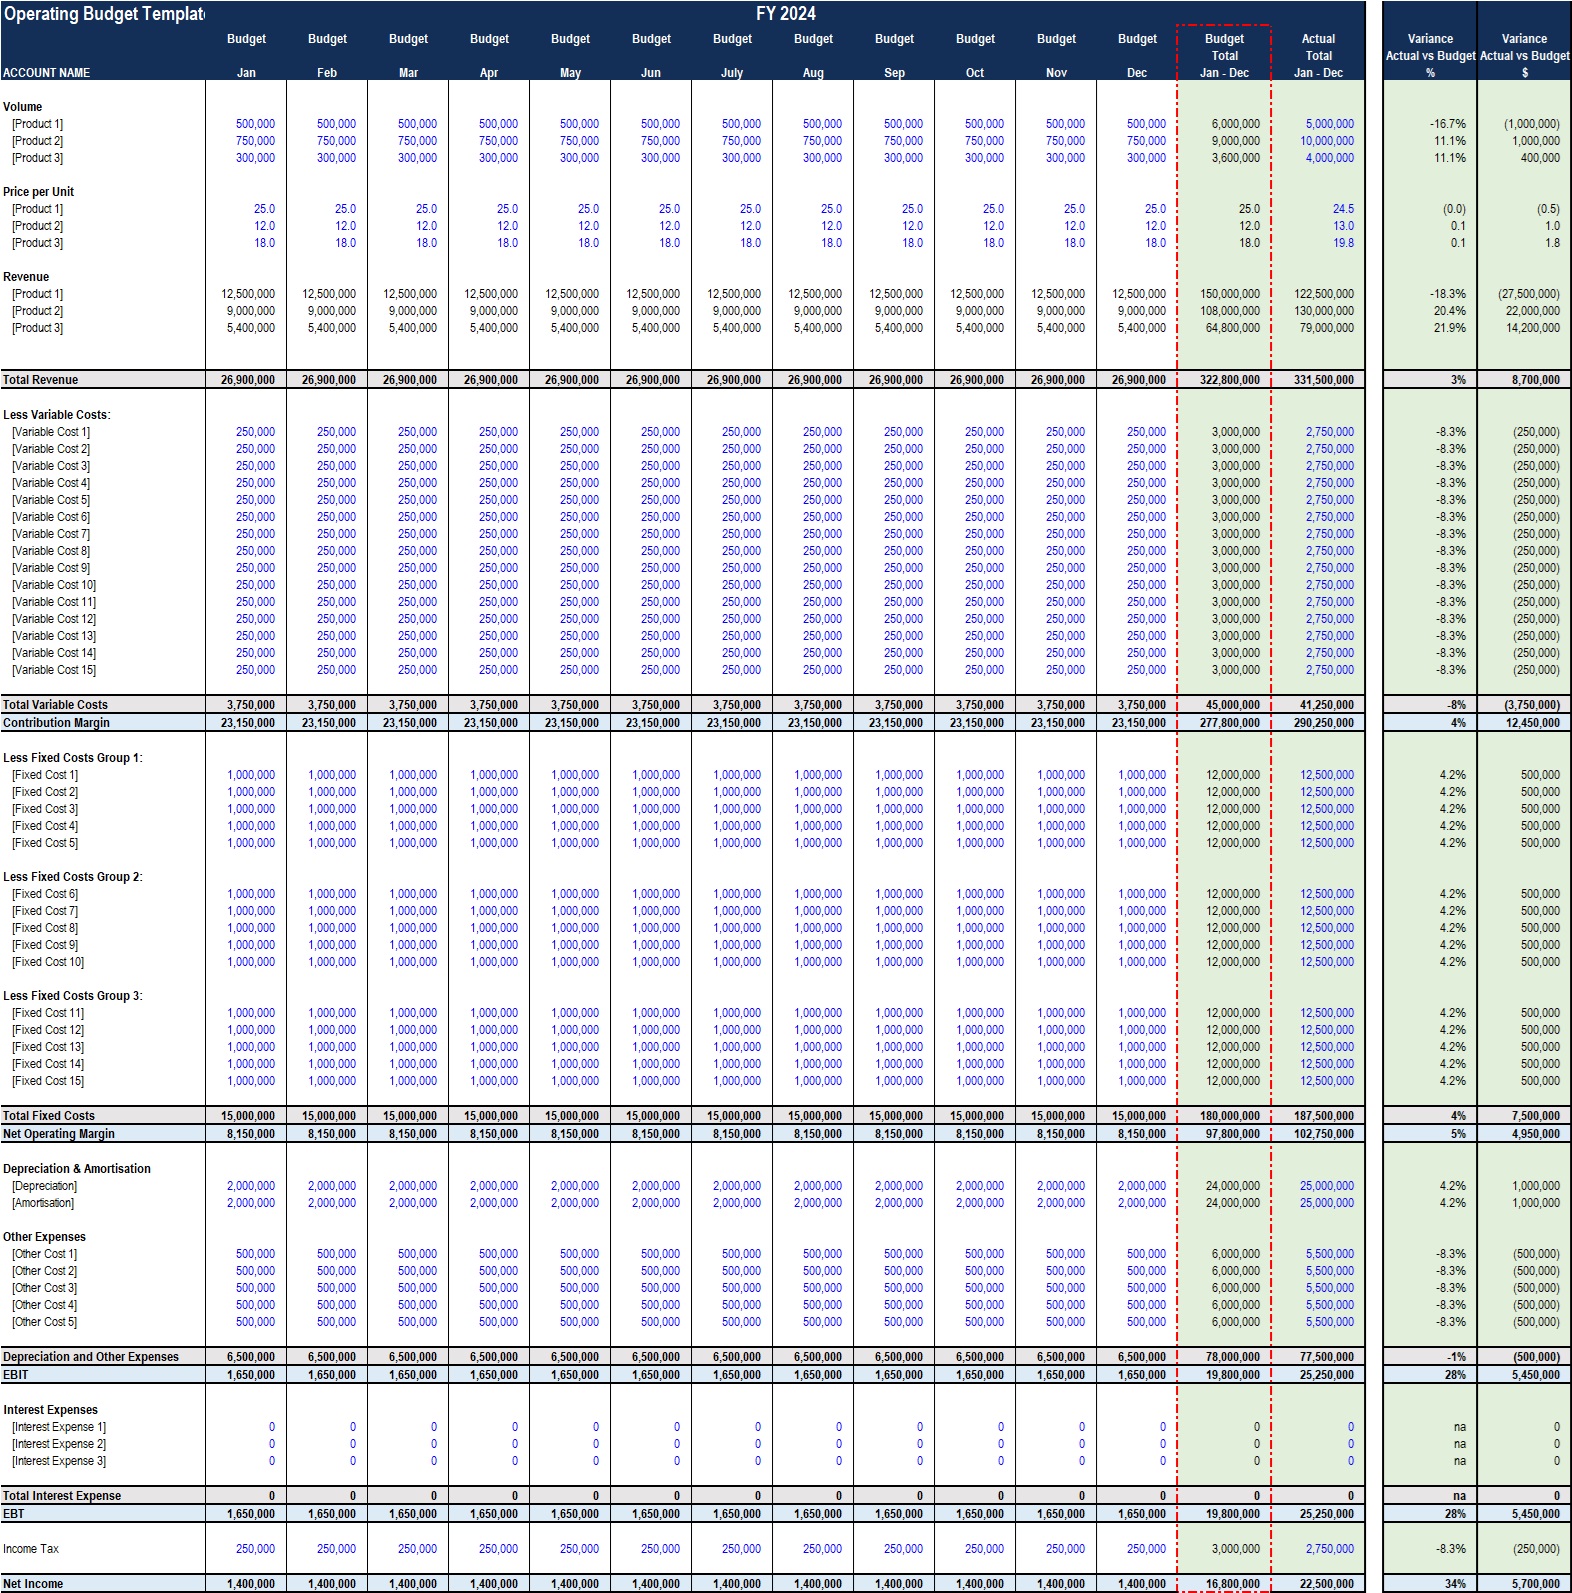 Operating Budget Templat FY 2024
Budget Budget Budget Budget Budget Budget Budget Budget Budget Budget Budget Budget Budget Actual Variance Variance
Total Total Actual vs Budget Actual vs Budget
ACCOUNT NAME Jan Feb Mar Apr May Jun July Aug Sep Oct Nov Dec Jan - Dec Jan - Dec % $
Volume
[Product 1] 500,000 500,000 500,000 500,000 500,000 500,000 500,000 500,000 500,000 500,000 500,000 500,000 6,000,000 5,000,000 -16.7% (1,000,000)
[Product 2] 750,000 750,000 750,000 750,000 750,000 750,000 750,000 750,000 750,000 750,000 750,000 750,000 9,000,000 10,000,000 11.1% 1,000,000
[Product 3] 300,000 300,000 300,000 300,000 300,000 300,000 300,000 300,000 300,000 300,000 300,000 300,000 3,600,000 4,000,000 11.1% 400,000
Price per Unit
[Product 1] 25.0 25.0 25.0 25.0 25.0 25.0 25.0 25.0 25.0 25.0 25.0 25.0 25.0 24.5 (0.0) (0.5)
[Product 2] 12.0 12.0 12.0 12.0 12.0 12.0 12.0 12.0 12.0 12.0 12.0 12.0 12.0 13.0 0.1 1.0
[Product 3] 18.0 18.0 18.0 18.0 18.0 18.0 18.0 18.0 18.0 18.0 18.0 18.0 18.0 19.8 0.1 1.8
Revenue
[Product 1] 12,500,000 12,500,000 12,500,000 12,500,000 12,500,000 12,500,000 12,500,000 12,500,000 12,500,000 12,500,000 12,500,000 12,500,000 150,000,000 122,500,000 -18.3% (27,500,000)
[Product 2] 9,000,000 9,000,000 9,000,000 9,000,000 9,000,000 9,000,000 9,000,000 9,000,000 9,000,000 9,000,000 9,000,000 9,000,000 108,000,000 130,000,000 20.4% 22,000,000
[Product 3] 5,400,000 5,400,000 5,400,000 5,400,000 5,400,000 5,400,000 5,400,000 5,400,000 5,400,000 5,400,000 5,400,000 5,400,000 64,800,000 79,000,000 21.9% 14,200,000
Total Revenue 26,900,000 26,900,000 26,900,000 26,900,000 26,900,000 26,900,000 26,900,000 26,900,000 26,900,000 26,900,000 26,900,000 26,900,000 322,800,000 331,500,000 3% 8,700,000
Less Variable Costs:
[Variable Cost 1] 250,000 250,000 250,000 250,000 250,000 250,000 250,000 250,000 250,000 250,000 250,000 250,000 3,000,000 2,750,000 -8.3% (250,000)
[Variable Cost 2] 250,000 250,000 250,000 250,000 250,000 250,000 250,000 250,000 250,000 250,000 250,000 250,000 3,000,000 2,750,000 -8.3% (250,000)
[Variable Cost 3] 250,000 250,000 250,000 250,000 250,000 250,000 250,000 250,000 250,000 250,000 250,000 250,000 3,000,000 2,750,000 -8.3% (250,000)
[Variable Cost 4] 250,000 250,000 250,000 250,000 250,000 250,000 250,000 250,000 250,000 250,000 250,000 250,000 3,000,000 2,750,000 -8.3% (250,000)
[Variable Cost 5] 250,000 250,000 250,000 250,000 250,000 250,000 250,000 250,000 250,000 250,000 250,000 250,000 3,000,000 2,750,000 -8.3% (250,000)
[Variable Cost 6] 250,000 250,000 250,000 250,000 250,000 250,000 250,000 250,000 250,000 250,000 250,000 250,000 3,000,000 2,750,000 -8.3% (250,000)
[Variable Cost 7] 250,000 250,000 250,000 250,000 250,000 250,000 250,000 250,000 250,000 250,000 250,000 250,000 3,000,000 2,750,000 -8.3% (250,000)
[Variable Cost 8] 250,000 250,000 250,000 250,000 250,000 250,000 250,000 250,000 250,000 250,000 250,000 250,000 3,000,000 2,750,000 -8.3% (250,000)
[Variable Cost 9] 250,000 250,000 250,000 250,000 250,000 250,000 250,000 250,000 250,000 250,000 250,000 250,000 3,000,000 2,750,000 -8.3% (250,000)
[Variable Cost 10] 250,000 250,000 250,000 250,000 250,000 250,000 250,000 250,000 250,000 250,000 250,000 250,000 3,000,000 2,750,000 -8.3% (250,000)
[Variable Cost 11] 250,000 250,000 250,000 250,000 250,000 250,000 250,000 250,000 250,000 250,000 250,000 250,000 3,000,000 2,750,000 -8.3% (250,000)
[Variable Cost 12] 250,000 250,000 250,000 250,000 250,000 250,000 250,000 250,000 250,000 250,000 250,000 250,000 3,000,000 2,750,000 -8.3% (250,000)
[Variable Cost 13] 250,000 250,000 250,000 250,000 250,000 250,000 250,000 250,000 250,000 250,000 250,000 250,000 3,000,000 2,750,000 -8.3% (250,000)
[Variable Cost 14] 250,000 250,000 250,000 250,000 250,000 250,000 250,000 250,000 250,000 250,000 250,000 250,000 3,000,000 2,750,000 -8.3% (250,000)
[Variable Cost 15] 250,000 250,000 250,000 250,000 250,000 250,000 250,000 250,000 250,000 250,000 250,000 250,000 3,000,000 2,750,000 -8.3% (250,000)
Total Variable Costs 3,750,000 3,750,000 3,750,000 3,750,000 3,750,000 3,750,000 3,750,000 3,750,000 3,750,000 3,750,000 3,750,000 3,750,000 45,000,000 41,250,000 -8% (3,750,000)
Contribution Margin 23,150,000 23,150,000 23,150,000 23,150,000 23,150,000 23,150,000 23,150,000 23,150,000 23,150,000 23,150,000 23,150,000 23,150,000 277,800,000 290,250,000 4% 12,450,000
Less Fixed Costs Group 1:
[Fixed Cost 1] 1,000,000 1,000,000 1,000,000 1,000,000 1,000,000 1,000,000 1,000,000 1,000,000 1,000,000 1,000,000 1,000,000 1,000,000 12,000,000 12,500,000 4.2% 500,000
[Fixed Cost 2] 1,000,000 1,000,000 1,000,000 1,000,000 1,000,000 1,000,000 1,000,000 1,000,000 1,000,000 1,000,000 1,000,000 1,000,000 12,000,000 12,500,000 4.2% 500,000
[Fixed Cost 3] 1,000,000 1,000,000 1,000,000 1,000,000 1,000,000 1,000,000 1,000,000 1,000,000 1,000,000 1,000,000 1,000,000 1,000,000 12,000,000 12,500,000 4.2% 500,000
[Fixed Cost 4] 1,000,000 1,000,000 1,000,000 1,000,000 1,000,000 1,000,000 1,000,000 1,000,000 1,000,000 1,000,000 1,000,000 1,000,000 12,000,000 12,500,000 4.2% 500,000
[Fixed Cost 5] 1,000,000 1,000,000 1,000,000 1,000,000 1,000,000 1,000,000 1,000,000 1,000,000 1,000,000 1,000,000 1,000,000 1,000,000 12,000,000 12,500,000 4.2% 500,000
Less Fixed Costs Group 2:
[Fixed Cost 6] 1,000,000 1,000,000 1,000,000 1,000,000 1,000,000 1,000,000 1,000,000 1,000,000 1,000,000 1,000,000 1,000,000 1,000,000 12,000,000 12,500,000 4.2% 500,000
[Fixed Cost 7] 1,000,000 1,000,000 1,000,000 1,000,000 1,000,000 1,000,000 1,000,000 1,000,000 1,000,000 1,000,000 1,000,000 1,000,000 12,000,000 12,500,000 4.2% 500,000
[Fixed Cost 8] 1,000,000 1,000,000 1,000,000 1,000,000 1,000,000 1,000,000 1,000,000 1,000,000 1,000,000 1,000,000 1,000,000 1,000,000 12,000,000 12,500,000 4.2% 500,000
[Fixed Cost 9] 1,000,000 1,000,000 1,000,000 1,000,000 1,000,000 1,000,000 1,000,000 1,000,000 1,000,000 1,000,000 1,000,000 1,000,000 12,000,000 12,500,000 4.2% 500,000
[Fixed Cost 10] 1,000,000 1,000,000 1,000,000 1,000,000 1,000,000 1,000,000 1,000,000 1,000,000 1,000,000 1,000,000 1,000,000 1,000,000 12,000,000 12,500,000 4.2% 500,000
Less Fixed Costs Group 3:
[Fixed Cost 11] 1,000,000 1,000,000 1,000,000 1,000,000 1,000,000 1,000,000 1,000,000 1,000,000 1,000,000 1,000,000 1,000,000 1,000,000 12,000,000 12,500,000 4.2% 500,000
[Fixed Cost 12] 1,000,000 1,000,000 1,000,000 1,000,000 1,000,000 1,000,000 1,000,000 1,000,000 1,000,000 1,000,000 1,000,000 1,000,000 12,000,000 12,500,000 4.2% 500,000
[Fixed Cost 13] 1,000,000 1,000,000 1,000,000 1,000,000 1,000,000 1,000,000 1,000,000 1,000,000 1,000,000 1,000,000 1,000,000 1,000,000 12,000,000 12,500,000 4.2% 500,000
[Fixed Cost 14] 1,000,000 1,000,000 1,000,000 1,000,000 1,000,000 1,000,000 1,000,000 1,000,000 1,000,000 1,000,000 1,000,000 1,000,000 12,000,000 12,500,000 4.2% 500,000
[Fixed Cost 15] 1,000,000 1,000,000 1,000,000 1,000,000 1,000,000 1,000,000 1,000,000 1,000,000 1,000,000 1,000,000 1,000,000 1,000,000 12,000,000 12,500,000 4.2% 500,000
Total Fixed Costs 15,000,000 15,000,000 15,000,000 15,000,000 15,000,000 15,000,000 15,000,000 15,000,000 15,000,000 15,000,000 15,000,000 15,000,000 180,000,000 187,500,000 4% 7,500,000
Net Operating Margin 8,150,000 8,150,000 8,150,000 8,150,000 8,150,000 8,150,000 8,150,000 8,150,000 8,150,000 8,150,000 8,150,000 8,150,000 97,800,000 102,750,000 5% 4,950,000
Depreciation & Amortisation
[Depreciation] 2,000,000 2,000,000 2,000,000 2,000,000 2,000,000 2,000,000 2,000,000 2,000,000 2,000,000 2,000,000 2,000,000 2,000,000 24,000,000 25,000,000 4.2% 1,000,000
[Amortisation] 2,000,000 2,000,000 2,000,000 2,000,000 2,000,000 2,000,000 2,000,000 2,000,000 2,000,000 2,000,000 2,000,000 2,000,000 24,000,000 25,000,000 4.2% 1,000,000
Other Expenses
[Other Cost 1] 500,000 500,000 500,000 500,000 500,000 500,000 500,000 500,000 500,000 500,000 500,000 500,000 6,000,000 5,500,000 -8.3% (500,000)
[Other Cost 2] 500,000 500,000 500,000 500,000 500,000 500,000 500,000 500,000 500,000 500,000 500,000 500,000 6,000,000 5,500,000 -8.3% (500,000)
[Other Cost 3] 500,000 500,000 500,000 500,000 500,000 500,000 500,000 500,000 500,000 500,000 500,000 500,000 6,000,000 5,500,000 -8.3% (500,000)
[Other Cost 4] 500,000 500,000 500,000 500,000 500,000 500,000 500,000 500,000 500,000 500,000 500,000 500,000 6,000,000 5,500,000 -8.3% (500,000)
[Other Cost 5] 500,000 500,000 500,000 500,000 500,000 500,000 500,000 500,000 500,000 500,000 500,000 500,000 6,000,000 5,500,000 -8.3% (500,000)
Depreciation and Other Expenses 6,500,000 6,500,000 6,500,000 6,500,000 6,500,000 6,500,000 6,500,000 6,500,000 6,500,000 6,500,000 6,500,000 6,500,000 78,000,000 77,500,000 -1% (500,000)
EBIT 1,650,000 1,650,000 1,650,000 1,650,000 1,650,000 1,650,000 1,650,000 1,650,000 1,650,000 1,650,000 1,650,000 1,650,000 19,800,000 25,250,000 28% 5,450,000
Interest Expenses
[Interest Expense 1] 0 0 0 0 0 0 0 0 0 0 0 0 0 0 na 0
[Interest Expense 2] 0 0 0 0 0 0 0 0 0 0 0 0 0 0 na 0
[Interest Expense 3] 0 0 0 0 0 0 0 0 0 0 0 0 0 0 na 0
Total Interest Expense 0 0 0 0 0 0 0 0 0 0 0 0 0 0 na 0
EBT 1,650,000 1,650,000 1,650,000 1,650,000 1,650,000 1,650,000 1,650,000 1,650,000 1,650,000 1,650,000 1,650,000 1,650,000 19,800,000 25,250,000 28% 5,450,000
Income Tax 250,000 250,000 250,000 250,000 250,000 250,000 250,000 250,000 250,000 250,000 250,000 250,000 3,000,000 2,750,000 -8.3% (250,000)
Net Income 1,400,000 1,400,000 1,400,000 1,400,000 1,400,000 1,400,000 1,400,000 1,400,000 1,400,000 1,400,000 1,400,000 1,400,000 16,800,000 22,500,000 34% 5,700,000